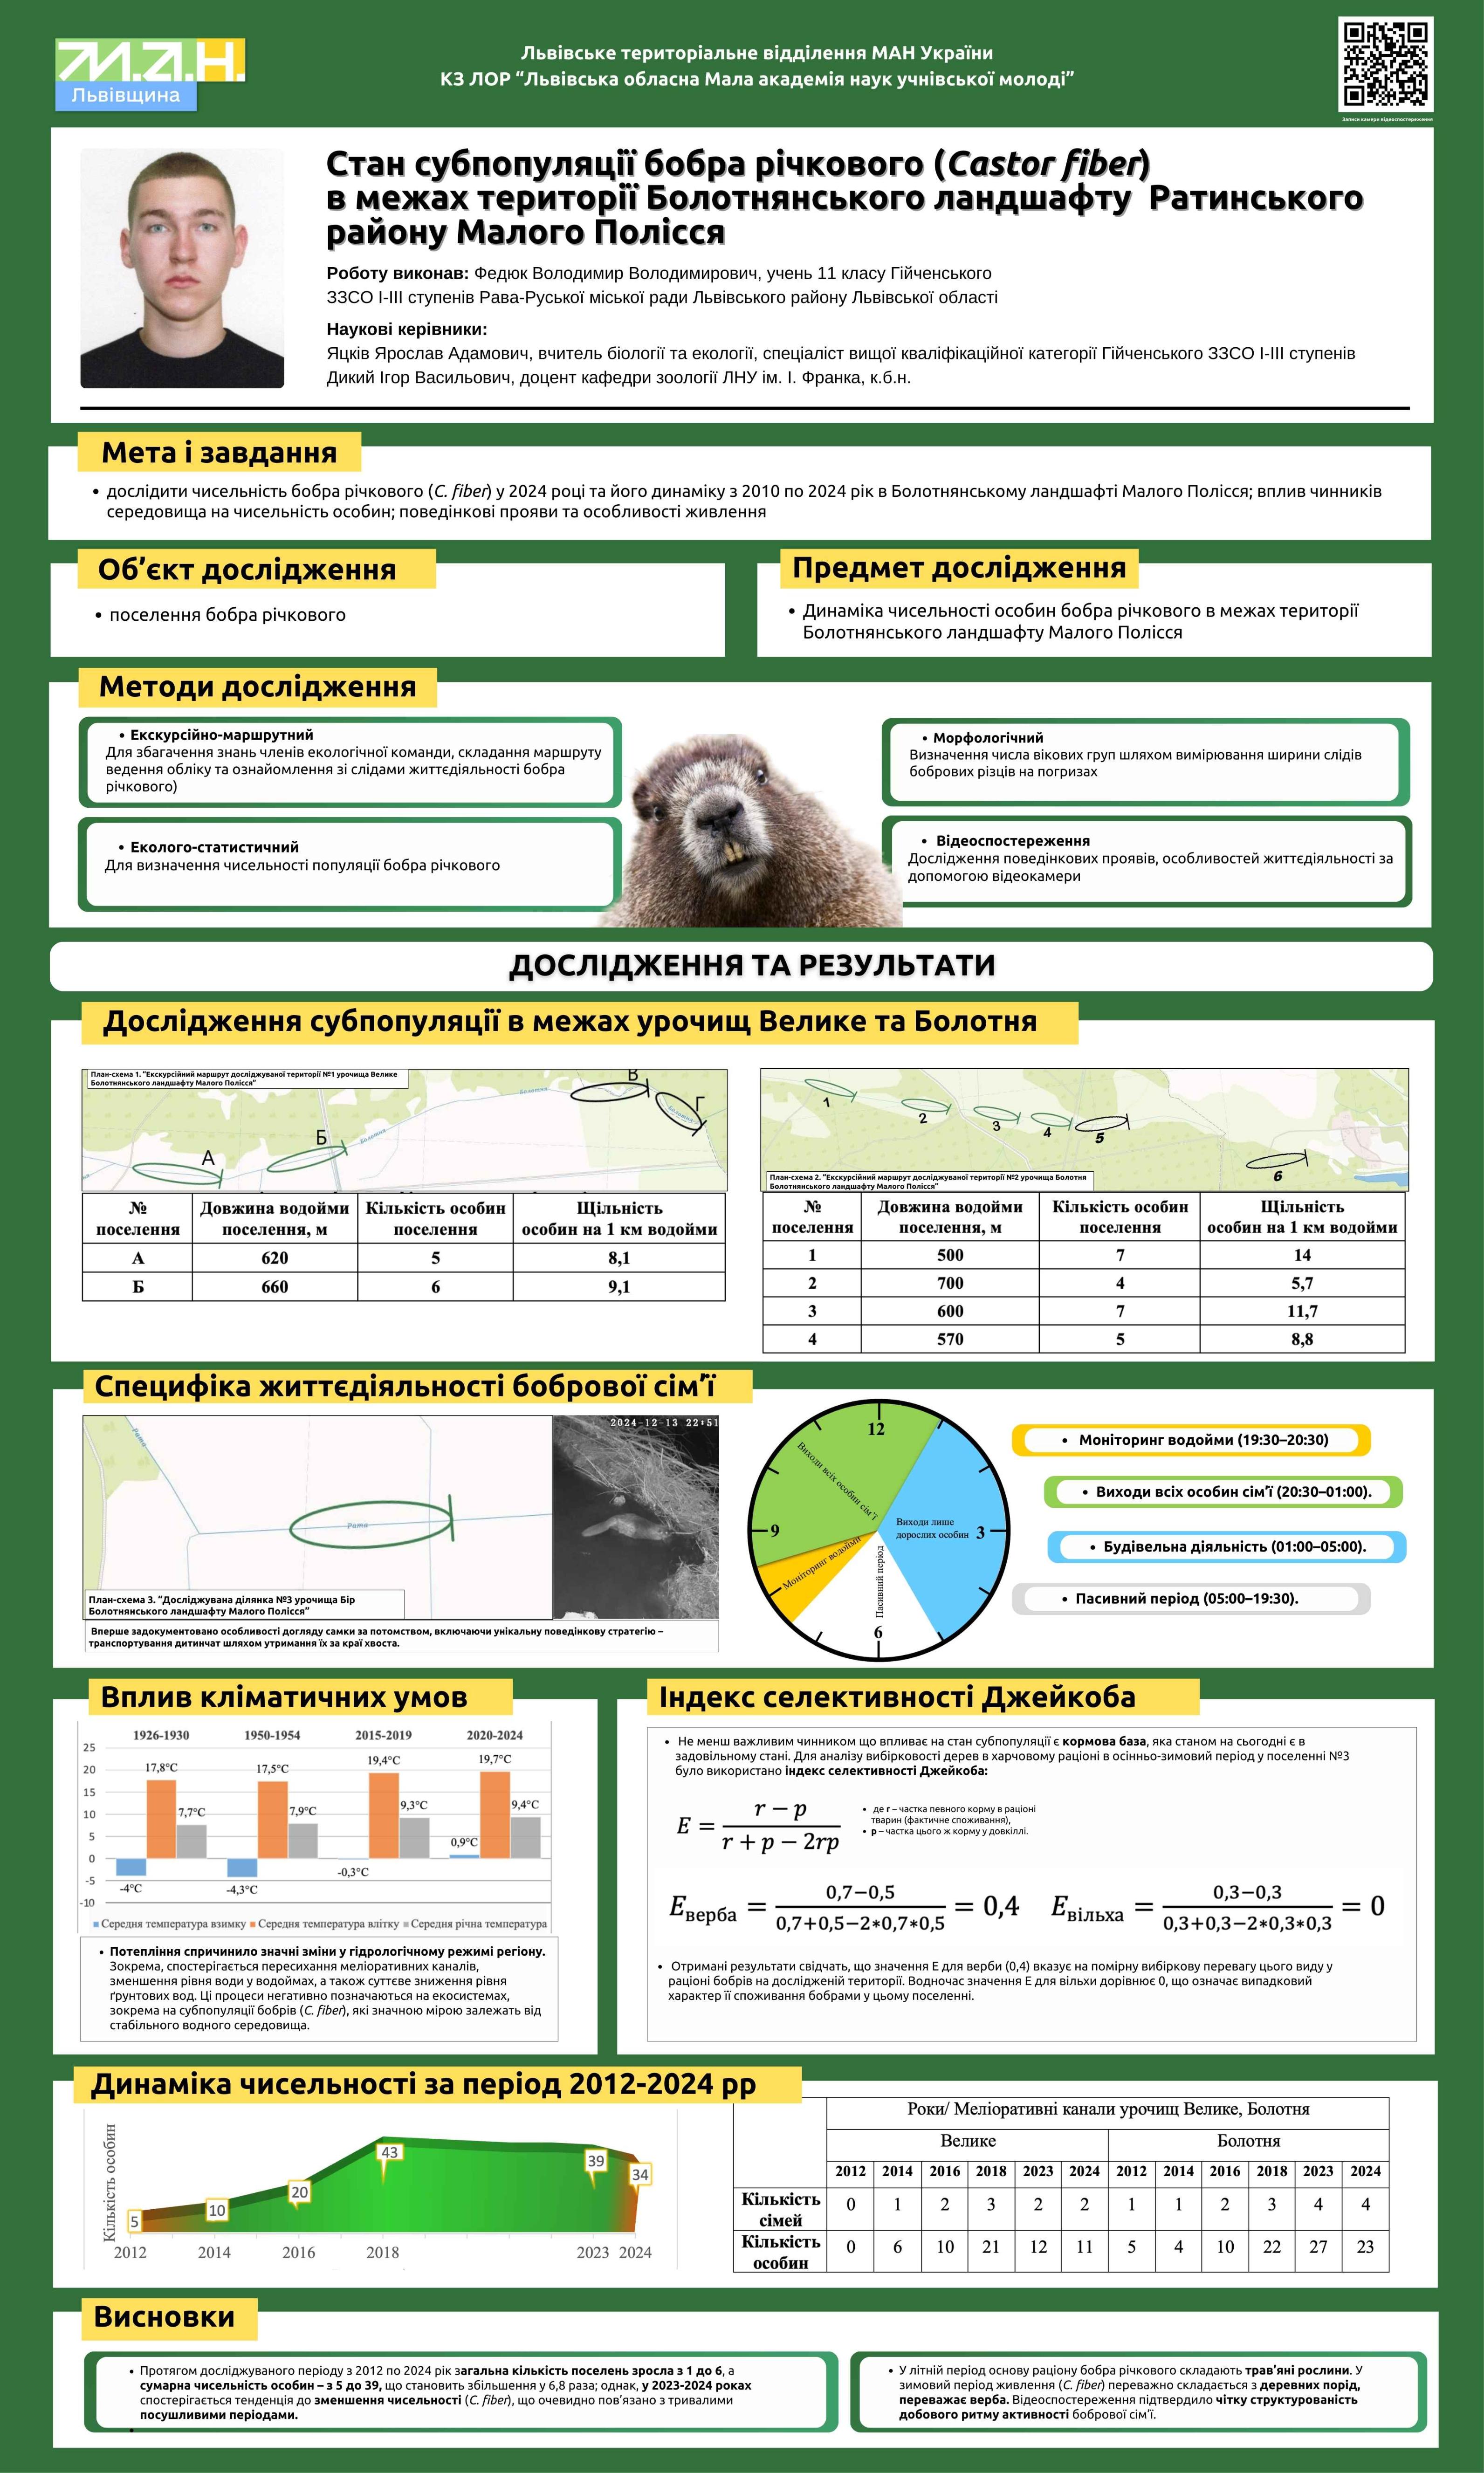 М.А.Н.
Львівщина
Львівське територіальне відділення МАН України
КЗ ЛОР “Львівська обласна Мала академія наук учнівської молоді”
Записи камери відеоспостереження
Стан субпопуляції бобра річкового (Castor fiber)
в межах території Болотнянського ландшафту Ратинського
району Малого Полісся
Роботу виконав: Федюк Володимир Володимирович, учень 11 класу Гійченського
ЗЗСО І-ІІІ ступенів Рава-Руської міської ради Львівського району Львівської області
Наукові керівники:
Яцків Ярослав Адамович, вчитель біології та екології, спеціаліст вищої кваліфікаційної категорії Гійченського ЗЗСО І-ІІІ ступенів
Дикий Ігор Васильович, доцент кафедри зоології ЛНУ ім. І. Франка, к.б.н.
Мета і завдання
• дослідити чисельність бобра річкового (C. fiber) у 2024 році та його динаміку з 2010 по 2024 рік в Болотнянському ландшафті Малого Полісся; вплив чинників
середовища на чисельність особин; поведінкові прояви та особливості живлення
Об’єкт дослідження
• поселення бобра річкового
Предмет дослідження
• Динаміка чисельності особин бобра річкового в межах території
Болотнянського ландшафту Малого Полісся
Методи дослідження
• Екскурсійно-маршрутний
Для збагачення знань членів екологічної команди, складання маршруту
ведення обліку та ознайомлення зі слідами життєдіяльності бобра
річкового)
• Еколого-статистичний
Для визначення чисельності популяції бобра річкового
• Морфологічний
Визначення числа вікових груп шляхом вимірювання ширини слідів
бобрових різців на погризах
• Відеоспостереження
Дослідження поведінкових проявів, особливостей життєдіяльності за
допомогою відеокамери
ДОСЛІДЖЕННЯ ТА РЕЗУЛЬТАТИ
Дослідження субпопуляції в межах урочищ Велике та Болотня
План-схема 1. “Екскурсійний маршрут досліджуваної території №1 урочища Велике
Болотнянського ландшафту Малого Полісся”
А Б В Г
Болотня Болотня Болотня
№ поселення Довжина водойми поселення, м Кількість особин поселення Щільність особин на 1 км водойми
А 620 5 8,1
Б 660 6 9,1
1 2 3 4 5 6
План-схема 2. “Екскурсійний маршрут досліджуваної території №2 урочища Болотня
Болотнянського ландшафту Малого Полісся”
№ поселення Довжина водойми поселення, м Кількість особин поселення Щільність особин на 1 км водойми
1 500 7 14
2 700 4 5,7
3 600 7 11,7
4 570 5 8,8
Специфіка життєдіяльності бобрової сім’ї
Рата
Рата
2024-12-13 22:51
План-схема 3. “Досліджувана ділянка №3 урочища Бір
Болотнянського ландшафту Малого Полісся”
Вперше задокументовано особливості догляду самки за потомством, включаючи унікальну поведінкову стратегію –
транспортування дитинчат шляхом утримання їх за краї хвоста.
12
3
6
9
Виходи всіх особин сім’ї
Виходи лише
дорослих особин
Моніторинг водойми
Пасивний період
• Моніторинг водойми (19:30–20:30)
• Виходи всіх особин сім’ї (20:30–01:00).
• Будівельна діяльність (01:00–05:00).
• Пасивний період (05:00–19:30).
Вплив кліматичних умов
1926-1930 1950-1954 2015-2019 2020-2024
25
20
15
10
5
0
-5
-10
-4°C 17,8°C 7,7°C
-4,3°C 17,5°C 7,9°C
-0,3°C 19,4°C 9,3°C
0,9°C 19,7°C 9,4°C
Середня температура взимку Середня температура влітку Середня річна температура
• Потепління спричинило значні зміни у гідрологічному режимі регіону.
Зокрема, спостерігається пересихання меліоративних каналів,
зменшення рівня води у водоймах, а також суттєве зниження рівня
ґрунтових вод. Ці процеси негативно позначаються на екосистемах,
зокрема на субпопуляції бобрів (C. fiber), які значною мірою залежать від
стабільного водного середовища.
Індекс селективності Джейкоба
• Не менш важливим чинником що впливає на стан субпопуляції є кормова база, яка станом на сьогодні є в
задовільному стані. Для аналізу вибірковості дерев в харчовому раціоні в осінньо-зимовий період у поселенні №3
було використано індекс селективності Джейкоба:
E = (r − p) / (r + p − 2rp)
• де r – частка певного корму в раціоні
тварин (фактичне споживання),
• p – частка цього ж корму у довкіллі.
Eверба = (0,7−0,5) / (0,7+0,5−2∗0,7∗0,5) = 0,4 Eвільха = (0,3−0,3) / (0,3+0,3−2∗0,3∗0,3) = 0
• Отримані результати свідчать, що значення E для верби (0,4) вказує на помірну вибіркову перевагу цього виду у
раціоні бобрів на дослідженій території. Водночас значення E для вільхи дорівнює 0, що означає випадковий
характер її споживання бобрами у цьому поселенні.
Динаміка чисельності за період 2012-2024 рр
Кількість особин
5 10 20 43 39 34
2012 2014 2016 2018 2023 2024
Роки/ Меліоративні канали урочищ Велике, Болотня
Велике Болотня
2012 2014 2016 2018 2023 2024 2012 2014 2016 2018 2023 2024
Кількість сімей 0 1 2 3 2 2 1 1 2 3 4 4
Кількість особин 0 6 10 21 12 11 5 4 10 22 27 23
Висновки
• Протягом досліджуваного періоду з 2012 по 2024 рік загальна кількість поселень зросла з 1 до 6, а
сумарна чисельність особин – з 5 до 39, що становить збільшення у 6,8 раза; однак, у 2023-2024 роках
спостерігається тенденція до зменшення чисельності (C. fiber), що очевидно пов’язано з тривалими
посушливими періодами.
• У літній період основу раціону бобра річкового складають трав’яні рослини. У
зимовий період живлення (C. fiber) переважно складається з деревних порід,
переважає верба. Відеоспостереження підтвердило чітку структурованість
добового ритму активності бобрової сім’ї.